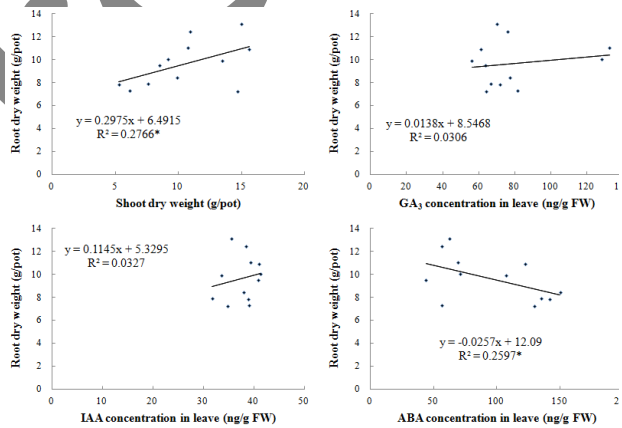 14
12
10
8
6
4
2
0
Root dry weight (g/pot)
y = 0.2975x + 6.4915
R² = 0.2766*
0 5 10 15 20
Shoot dry weight (g/pot)
14
12
10
8
6
4
2
0
Root dry weight (g/pot)
y = 0.0138x + 8.5468
R² = 0.0306
0 20 40 60 80 100 120
GA₃ concentration in leave (ng/g FW)
14
12
10
8
6
4
2
0
Root dry weight (g/pot)
y = 0.1145x + 5.3295
R² = 0.0327
0 10 20 30 40 50
IAA concentration in leave (ng/g FW)
14
12
10
8
6
4
2
0
Root dry weight (g/pot)
y = -0.0257x + 12.09
R² = 0.2597*
0 50 100 150
ABA concentration in leave (ng/g FW)